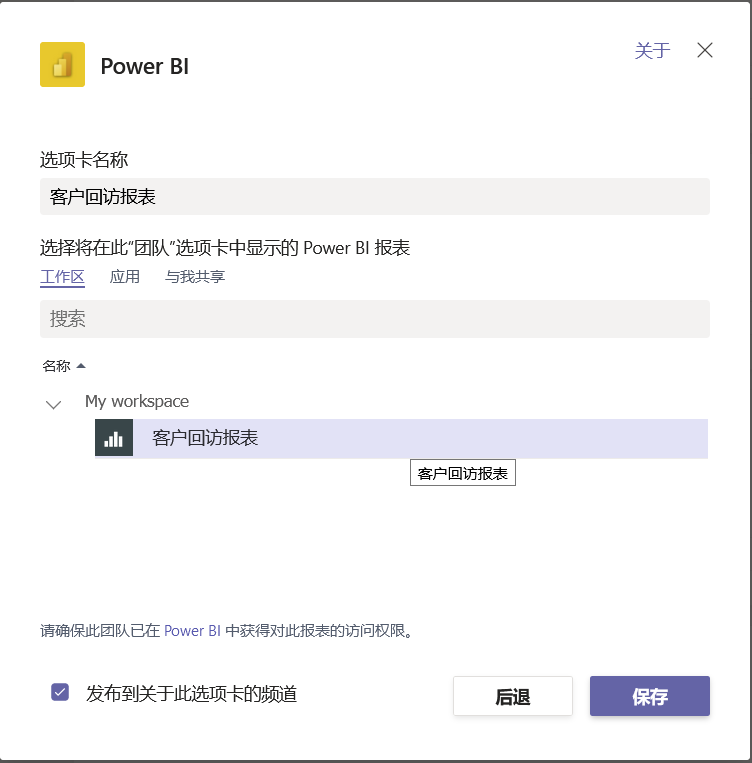 Power BI
关于
选项卡名称
客户回访报表
选择将在此“团队”选项卡中显示的 Power BI 报表
工作区 应用 与我共享
搜索
名称
My workspace
客户回访报表
客户回访报表
请确保此团队已在 Power BI 中获得对此报表的访问权限。
发布到关于此选项卡的频道
后退
保存